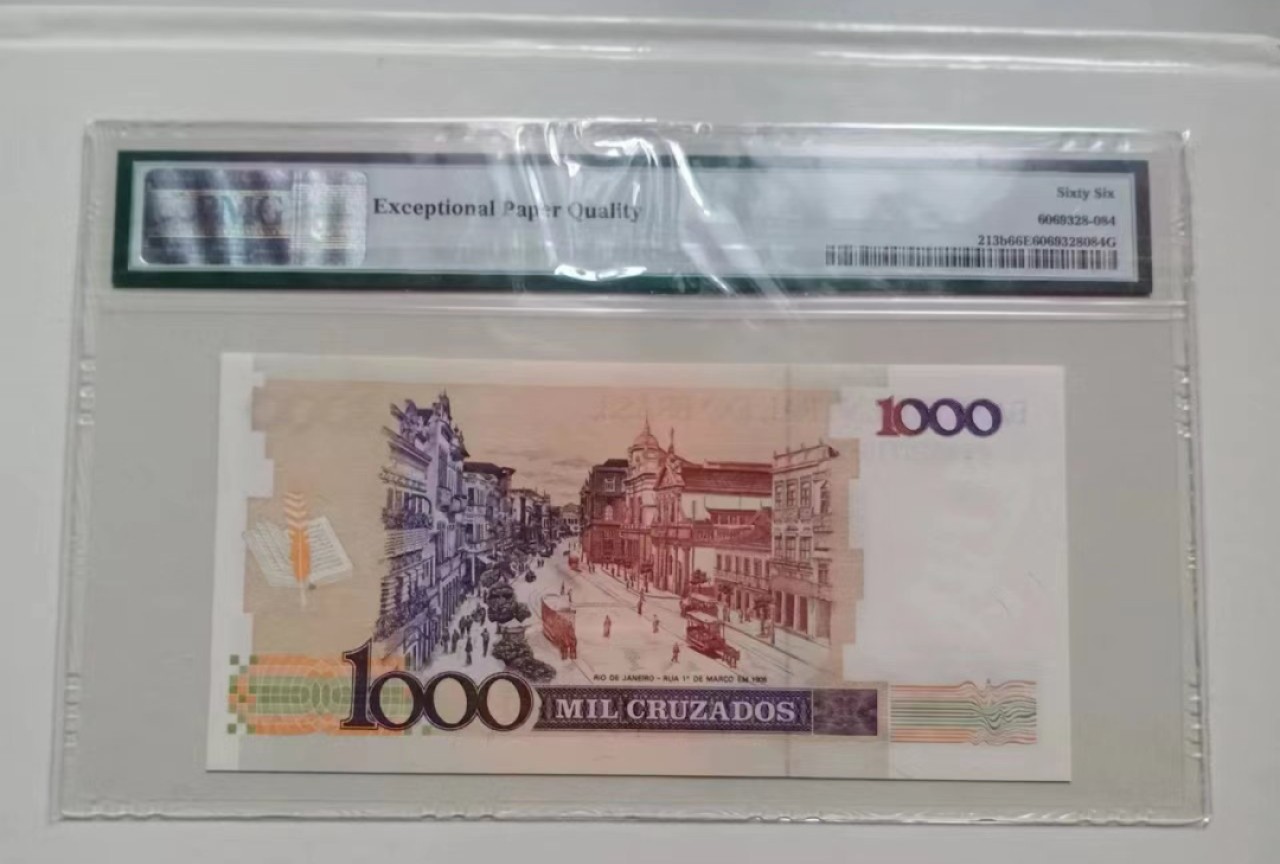 PMG
Exceptional Paper Quality
Sixty Six
6069328-084
213b66E6069328084G
1000
RIO DE JANEIRO - RUA 1º DE MARÇO EM
1000
MIL CRUZADOS